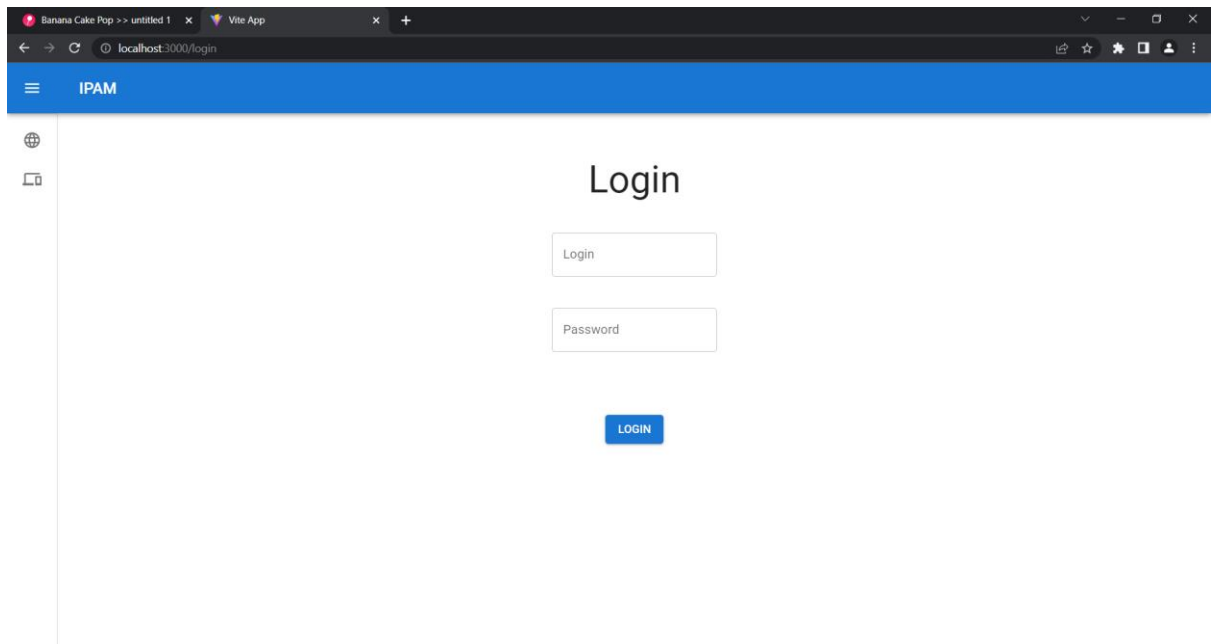 Banana Cake Pop >> untitled 1
Vite App
localhost:3000/login
IPAM
Login
Login
Password
LOGIN